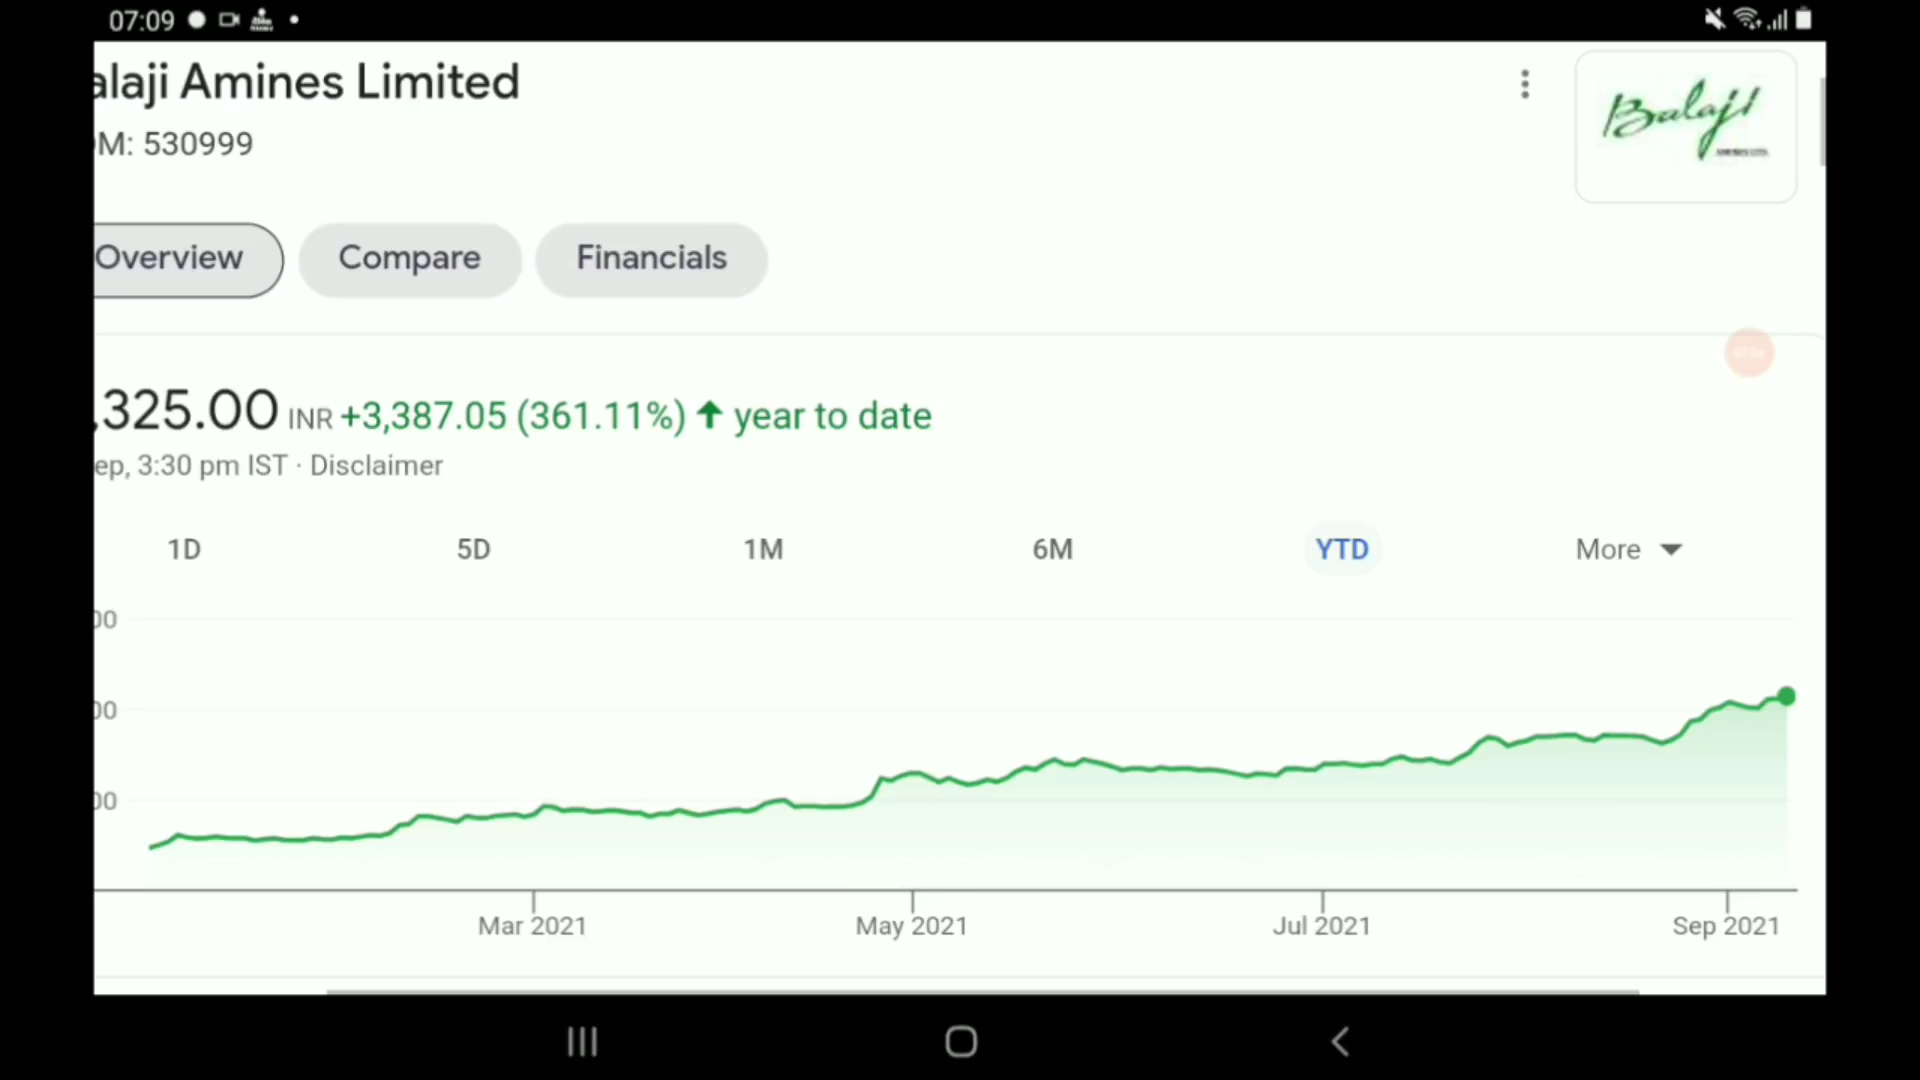 07:09
alaji Amines Limited
Balaji
AMINES LTD.
M: 530999
Overview Compare Financials
,325.00 INR +3,387.05 (361.11%) ↑ year to date
ep, 3:30 pm IST · Disclaimer
1D 5D 1M 6M YTD More
00
00
00
Mar 2021 May 2021 Jul 2021 Sep 2021